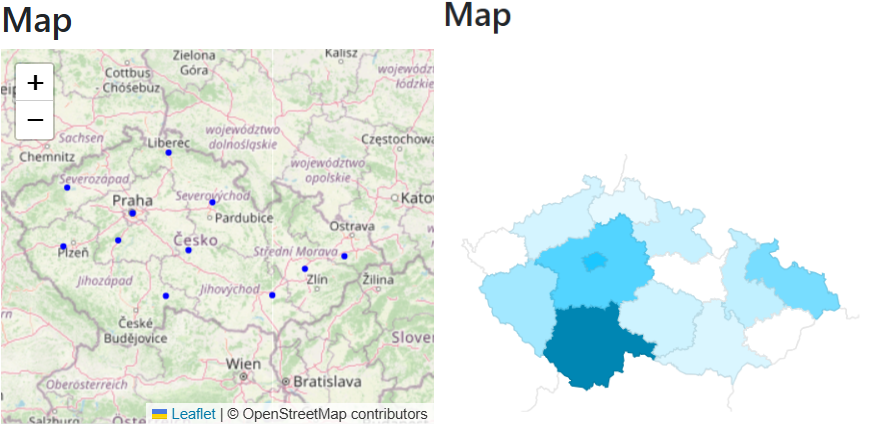 Map
Map
+
−
Zielona
Góra
Kalisz
Cottbus
- Chóśebuz
województwo
łódzkie
Sachsen
Chemnitz
Liberec
województwo
dolnośląskie
Częstochowa
województwo
opolskie
Severozápad
Praha
Severovýchod
Pardubice
Katow
Ostrava
Česko
Plzeň
Střední Morava
Jihozápad
Jihovýchod
Zlín
Žilina
České
Budějovice
Sloven
Wien
Bratislava
Oberösterreich
Salzburg
Leaflet | © OpenStreetMap contributors